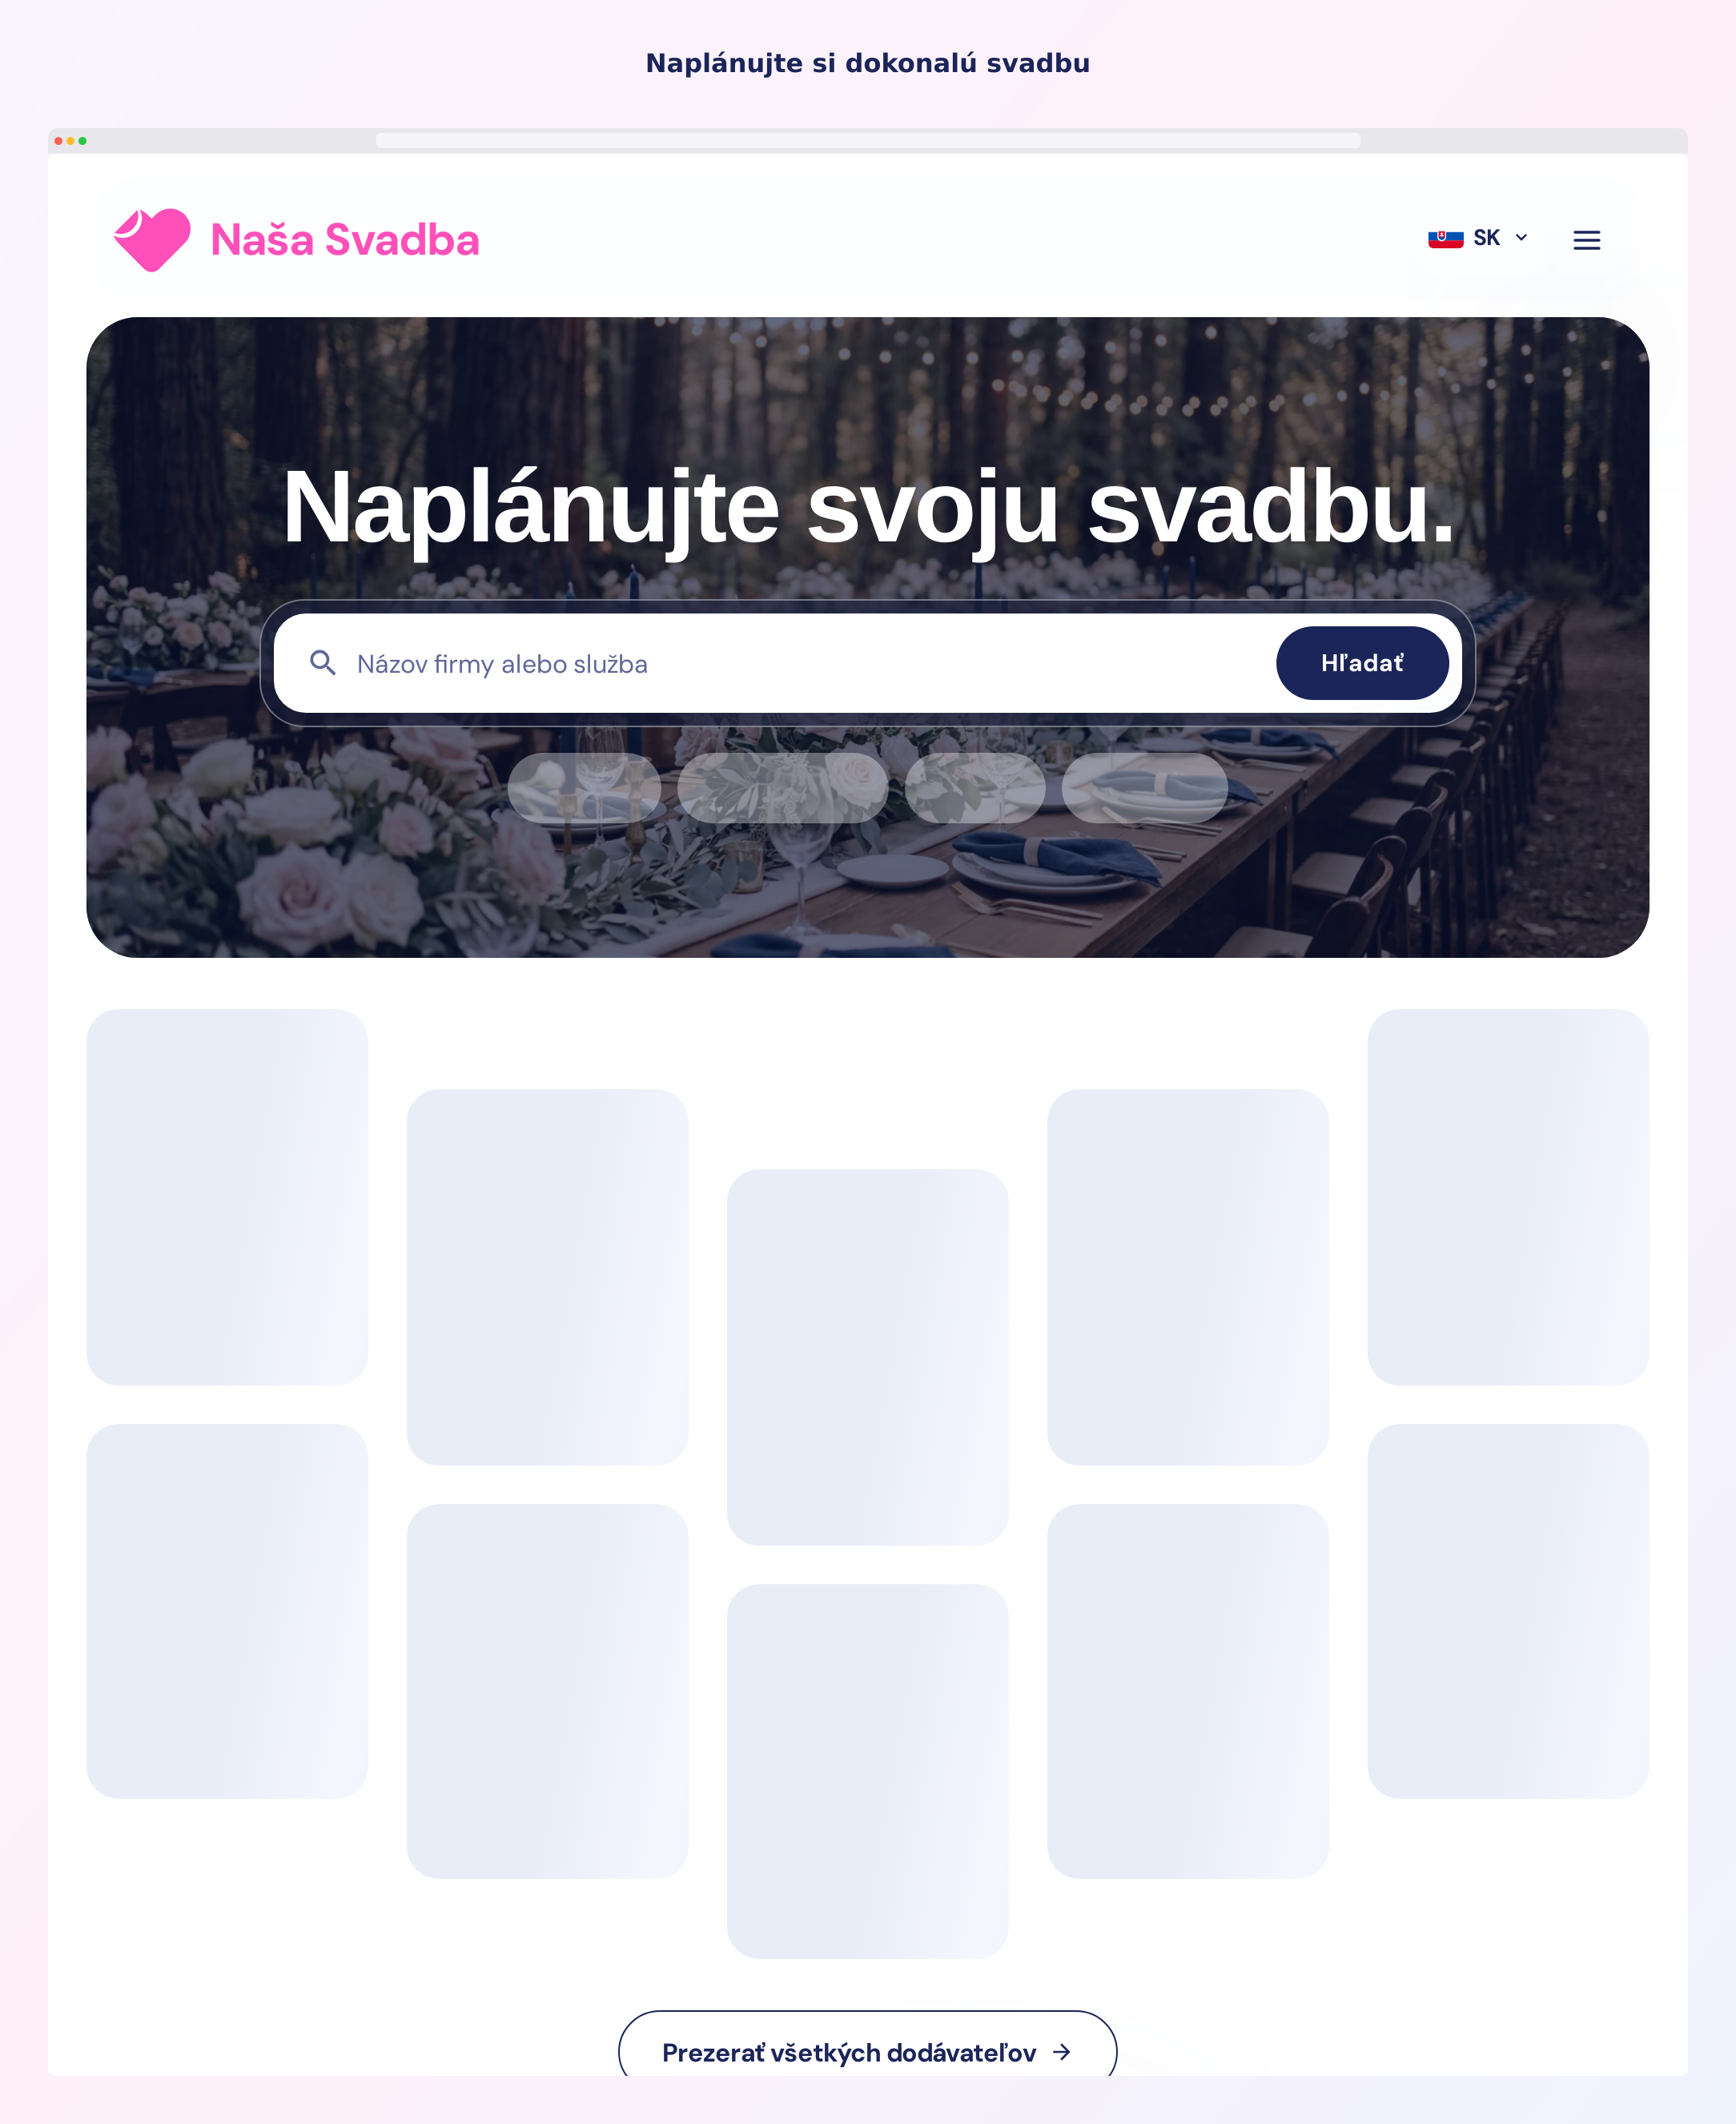 Naplánujte si dokonalú svadbu
Naša Svadba
SK
Naplánujte svoju svadbu.
Názov firmy alebo služba
Hľadať
Prezerať všetkých dodávateľov